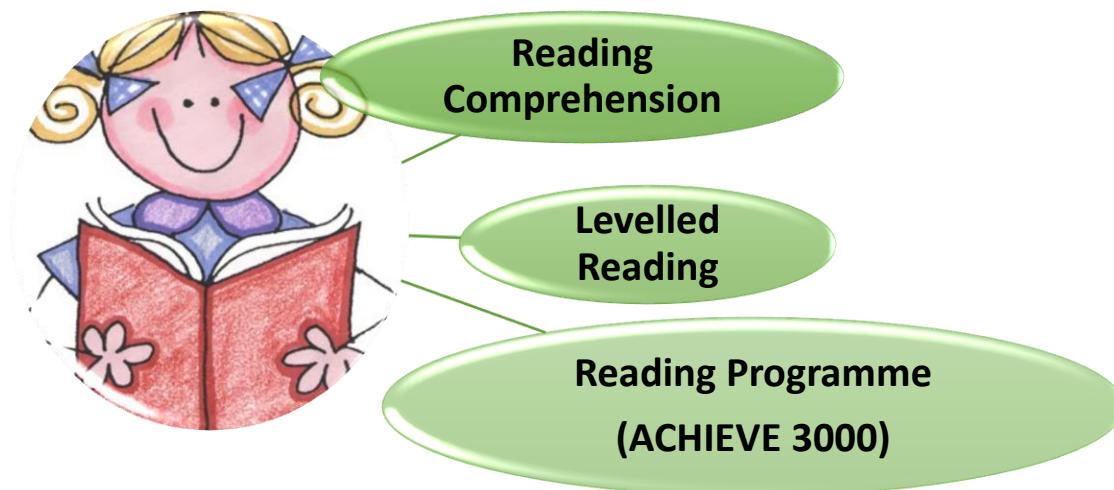 Reading
Comprehension
Levelled
Reading
Reading Programme
(ACHIEVE 3000)